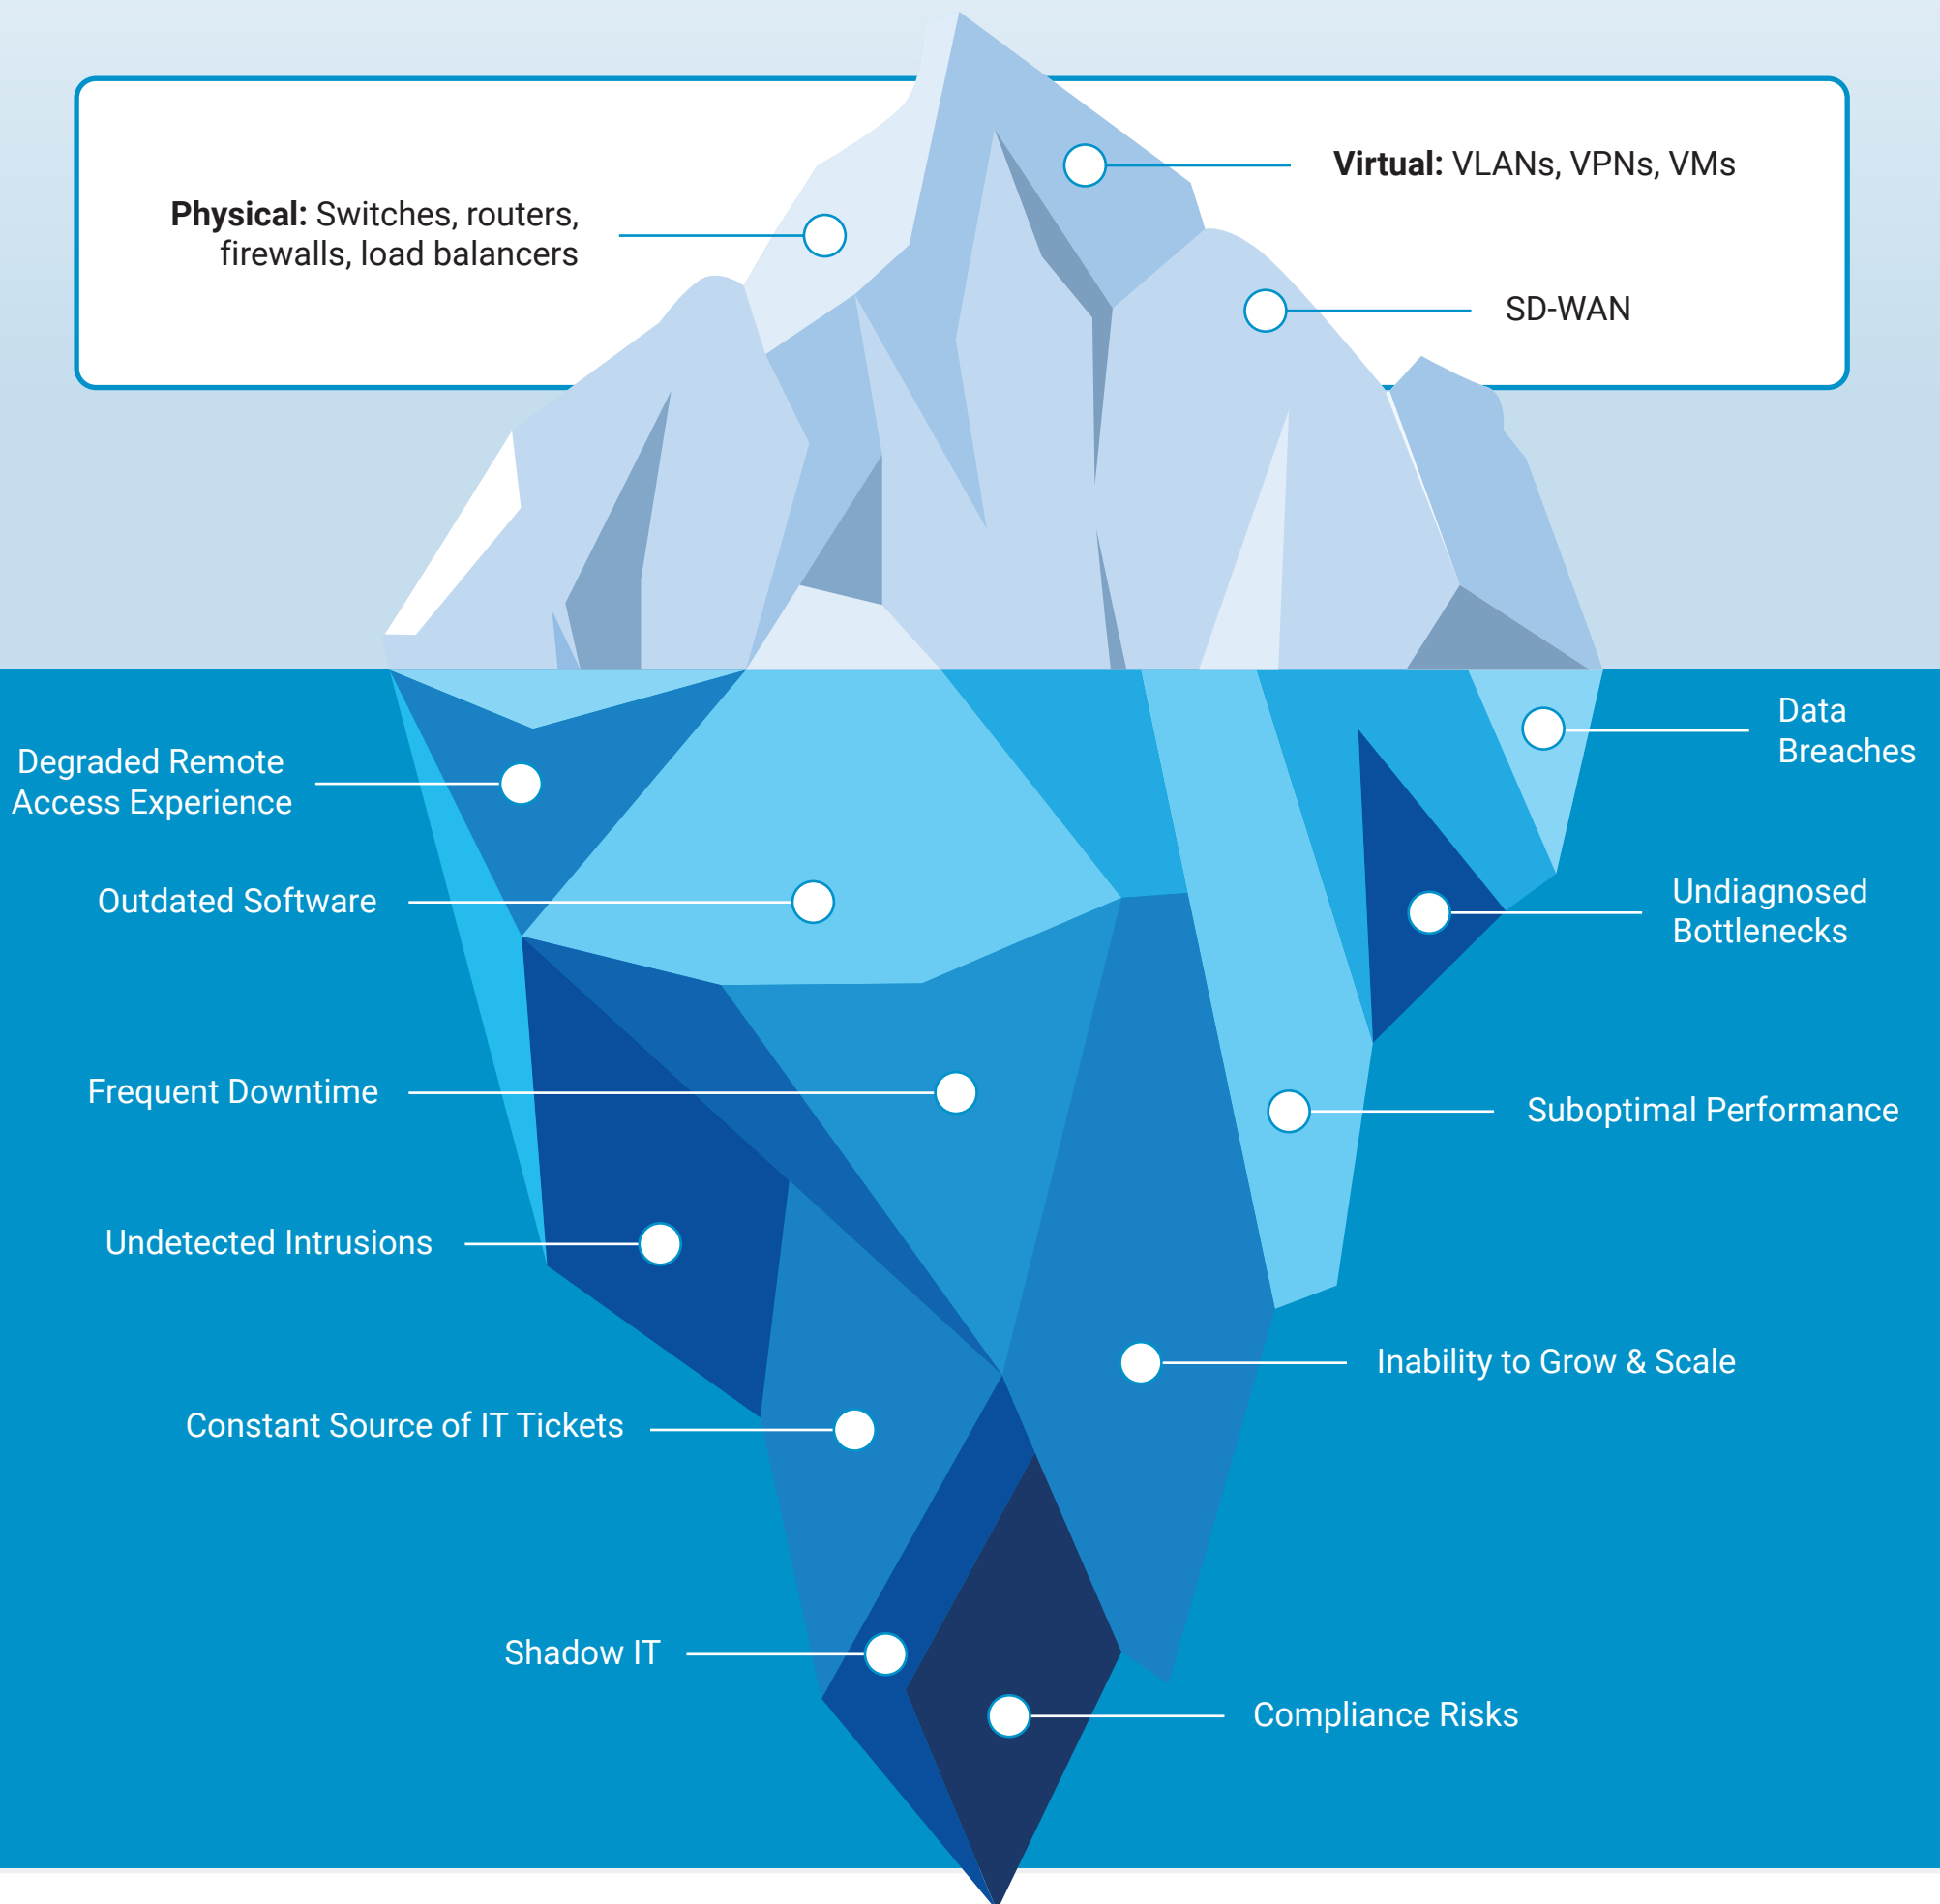 Physical: Switches, routers,
firewalls, load balancers
Virtual: VLANs, VPNs, VMs
SD-WAN
Data
Breaches
Degraded Remote
Access Experience
Outdated Software
Undiagnosed
Bottlenecks
Frequent Downtime
Suboptimal Performance
Undetected Intrusions
Inability to Grow & Scale
Constant Source of IT Tickets
Shadow IT
Compliance Risks